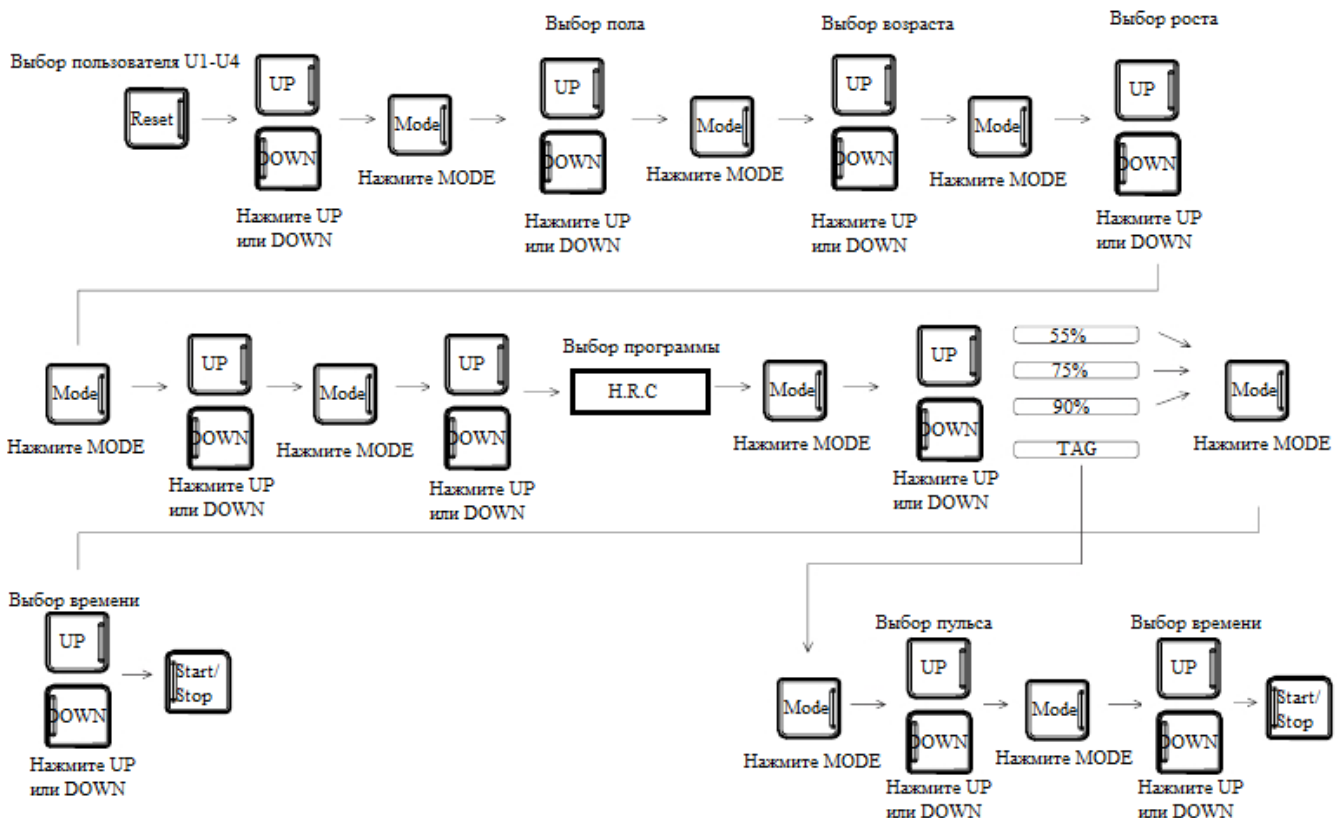 Выбор пола
Выбор возраста
Выбор роста
Выбор пользователя U1-U4
Reset
UP
DOWN
Нажмите UP
или DOWN
Mode
Нажмите MODE
UP
DOWN
Нажмите UP
или DOWN
Mode
Нажмите MODE
UP
DOWN
Нажмите UP
или DOWN
Mode
Нажмите MODE
UP
DOWN
Нажмите UP
или DOWN
Mode
Нажмите MODE
UP
DOWN
Нажмите UP
или DOWN
Mode
Нажмите MODE
UP
DOWN
Нажмите UP
или DOWN
Выбор программы
H.R.C
Mode
Нажмите MODE
UP
DOWN
Нажмите UP
или DOWN
55%
75%
90%
TAG
Mode
Нажмите MODE
Выбор времени
UP
DOWN
Нажмите UP
или DOWN
Start/
Stop
Mode
Нажмите MODE
Выбор пульса
UP
DOWN
Нажмите UP
или DOWN
Mode
Нажмите MODE
Выбор времени
UP
DOWN
Нажмите UP
или DOWN
Start/
Stop